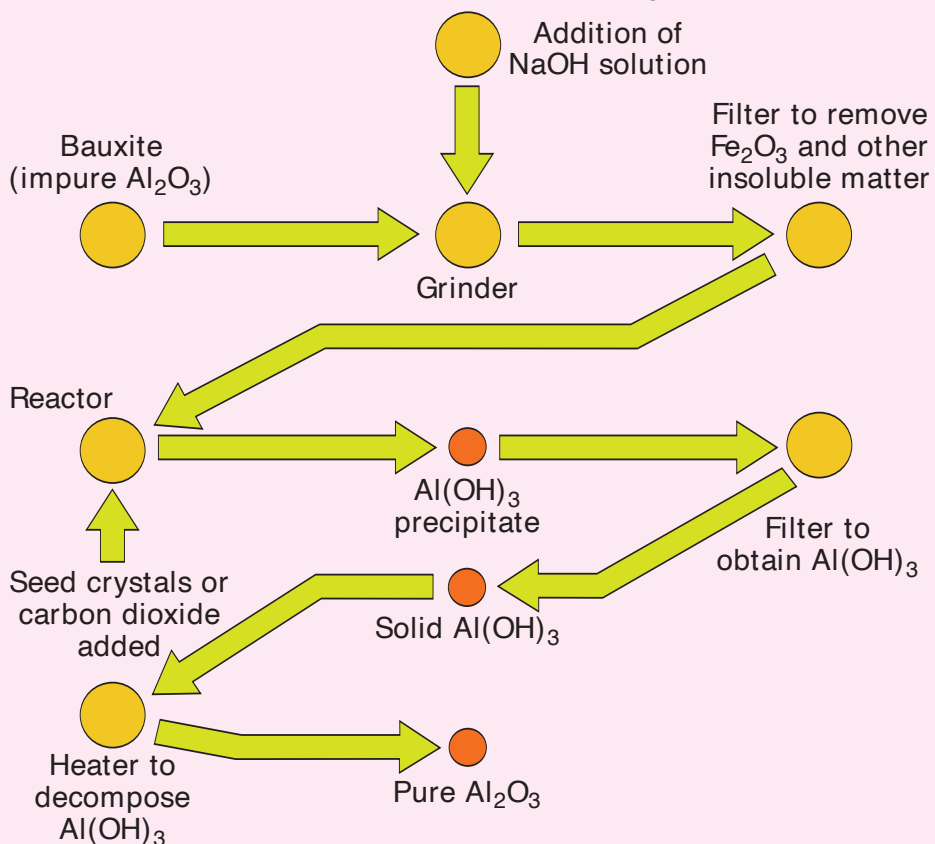 Addition of
NaOH solution
Bauxite
(impure Al₂O₃)
Filter to remove
Fe₂O₃ and other
insoluble matter
Grinder
Reactor
Al(OH)₃
precipitate
Filter to
obtain Al(OH)₃
Seed crystals or
carbon dioxide
added
Solid Al(OH)₃
Heater to
decompose
Al(OH)₃
Pure Al₂O₃